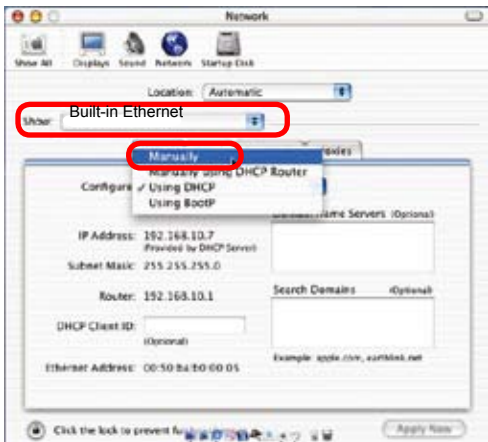 Network
Show All Displays Sound Network Startup Disk
Location: Automatic
Show: Built-in Ethernet
Proxies
Manually
Manually using DHCP Router
Configure ✓ Using DHCP
Using BootP
Domain Name Servers (Optional)
IP Address: 192.168.10.7
Provided by DHCP Server
Subnet Mask: 255.255.255.0
Router: 192.168.10.1
Search Domains (Optional)
DHCP Client ID:
(Optional)
Example: apple.com, earthlink.net
Ethernet Address: 00:50:ba:b0:00:05
Click the lock to prevent
Apply Now